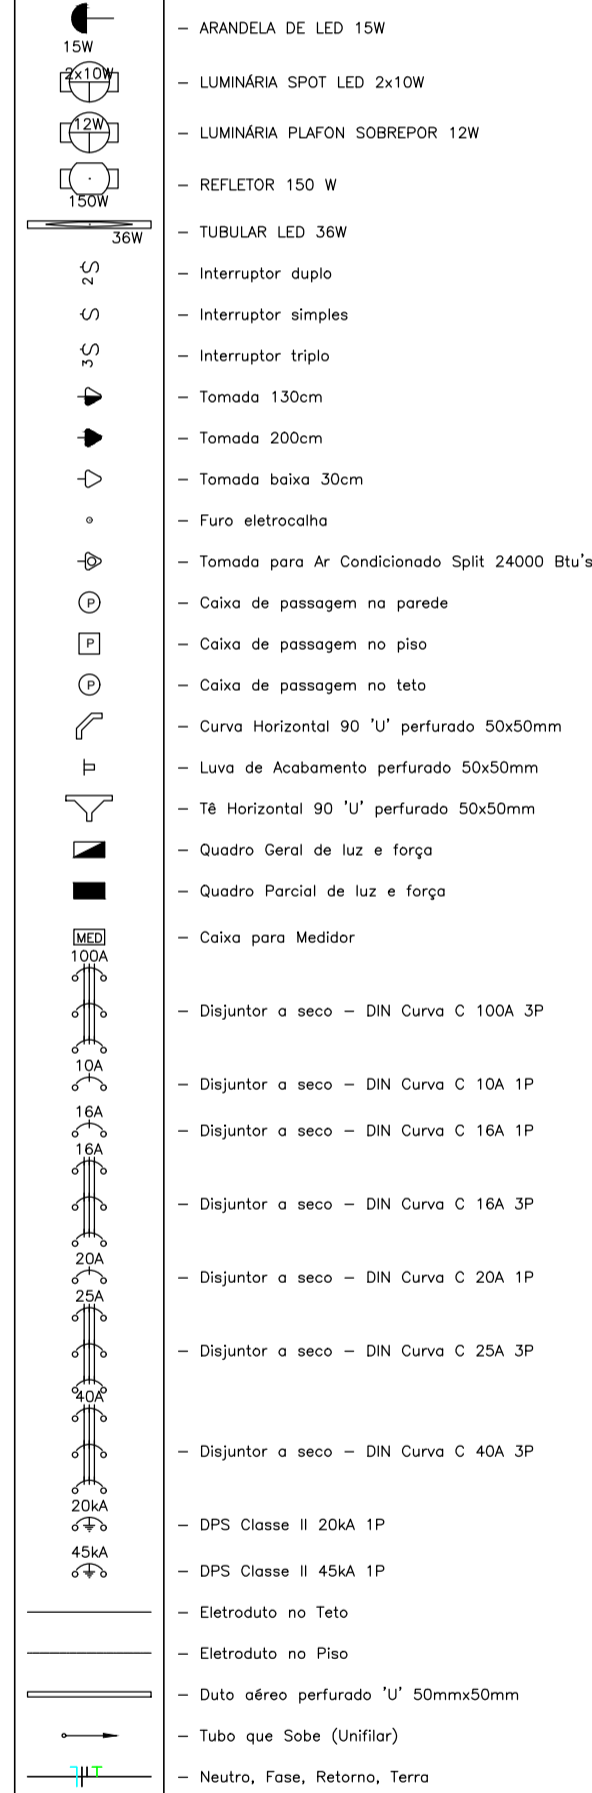 15W
– ARANDELA DE LED 15W
2x10W
– LUMINÁRIA SPOT LED 2x10W
12W
– LUMINÁRIA PLAFON SOBREPOR 12W
150W
– REFLETOR 150 W
36W
– TUBULAR LED 36W
2S
– Interruptor duplo
S
– Interruptor simples
3S
– Interruptor triplo
– Tomada 130cm
– Tomada 200cm
– Tomada baixa 30cm
– Furo eletrocalha
– Tomada para Ar Condicionado Split 24000 Btu's
P
– Caixa de passagem na parede
P
– Caixa de passagem no piso
P
– Caixa de passagem no teto
– Curva Horizontal 90 'U' perfurado 50x50mm
– Luva de Acabamento perfurado 50x50mm
– Tê Horizontal 90 'U' perfurado 50x50mm
– Quadro Geral de luz e força
– Quadro Parcial de luz e força
MED
– Caixa para Medidor
100A
– Disjuntor a seco – DIN Curva C 100A 3P
10A
– Disjuntor a seco – DIN Curva C 10A 1P
16A
– Disjuntor a seco – DIN Curva C 16A 1P
16A
– Disjuntor a seco – DIN Curva C 16A 3P
20A
– Disjuntor a seco – DIN Curva C 20A 1P
25A
– Disjuntor a seco – DIN Curva C 25A 3P
40A
– Disjuntor a seco – DIN Curva C 40A 3P
20kA
– DPS Classe II 20kA 1P
45kA
– DPS Classe II 45kA 1P
– Eletroduto no Teto
– Eletroduto no Piso
– Duto aéreo perfurado 'U' 50mmx50mm
– Tubo que Sobe (Unifilar)
– Neutro, Fase, Retorno, Terra